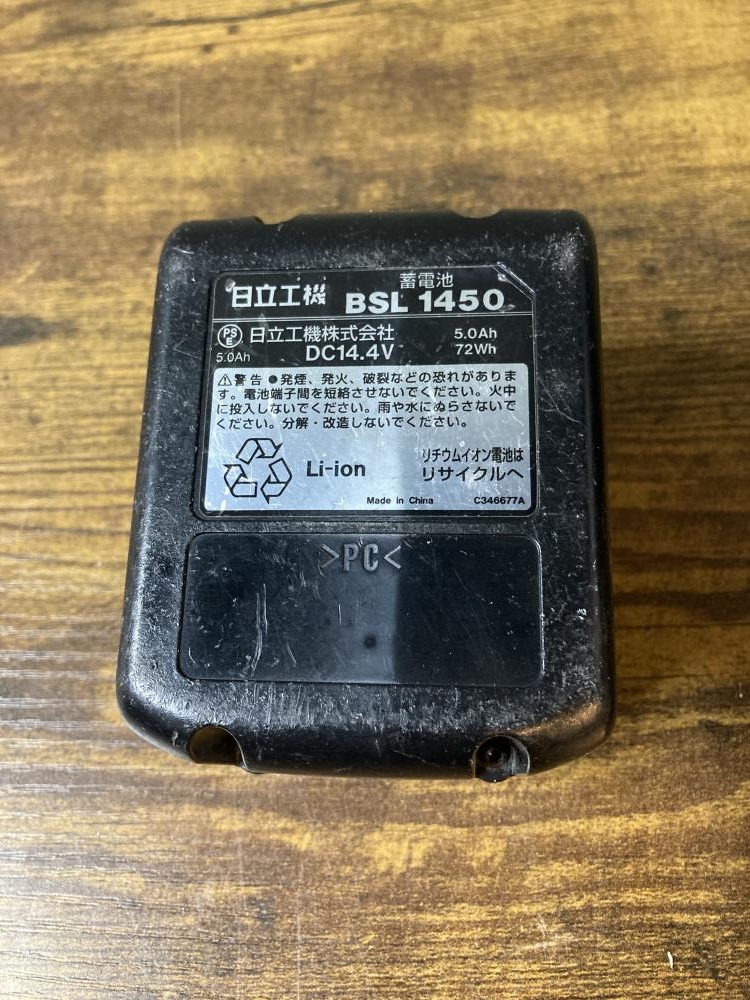 日立工機 蓄電池
BSL 1450
PSE 日立工機株式会社 5.0Ah
5.0Ah DC14.4V 72Wh
⚠警告 ●発煙、発火、破裂などの恐れがありま
す。電池端子間を短絡させないでください。火中
に投入しないでください。雨や水にぬらさないで
ください。分解・改造しないでください。
Li-ion リチウムイオン電池は
リサイクルへ
Made in China C346677A
>PC<